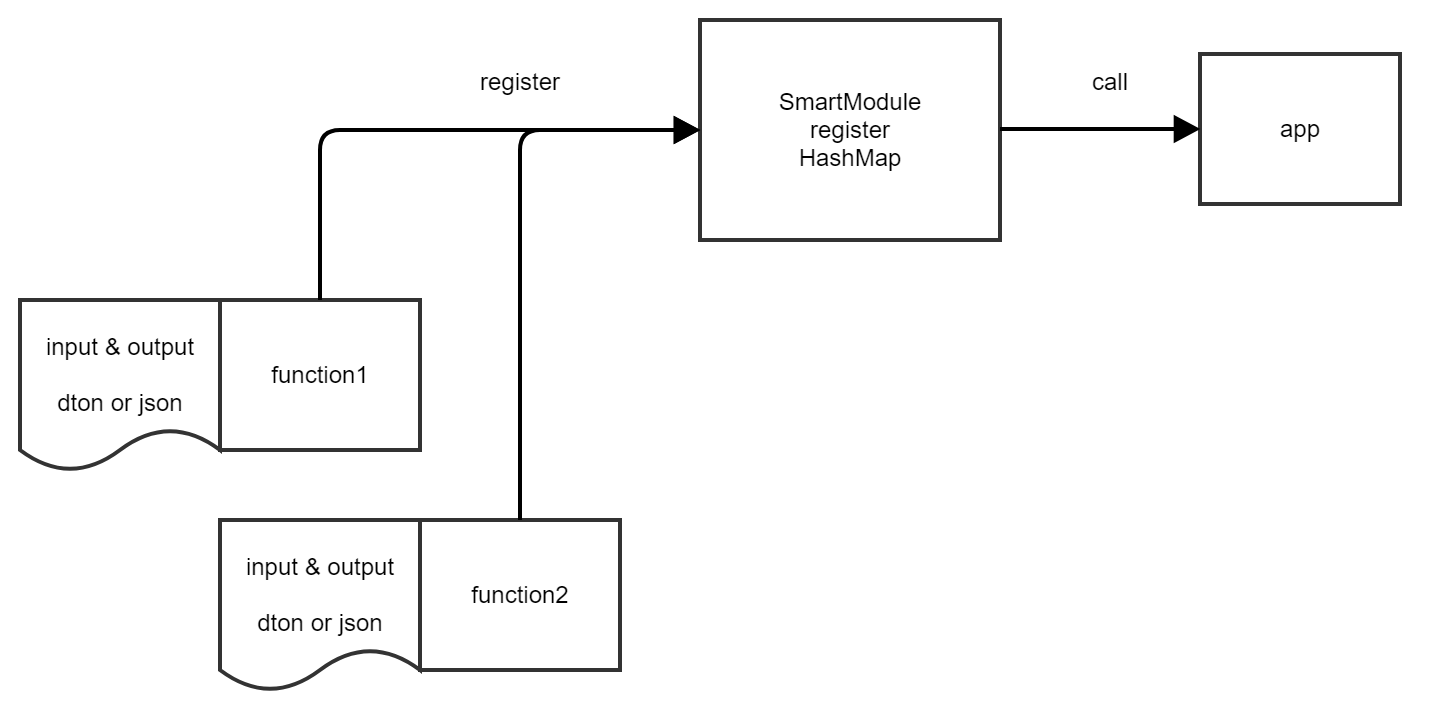 register
call
SmartModule
register
HashMap
app
input & output
dton or json
function1
input & output
dton or json
function2